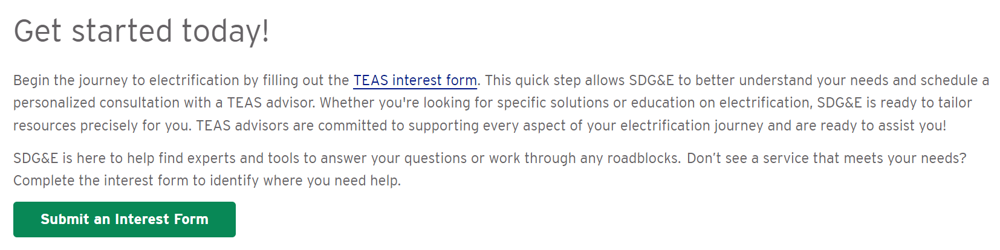 Get started today!
Begin the journey to electrification by filling out the TEAS interest form. This quick step allows SDG&E to better understand your needs and schedule a
personalized consultation with a TEAS advisor. Whether you're looking for specific solutions or education on electrification, SDG&E is ready to tailor
resources precisely for you. TEAS advisors are committed to supporting every aspect of your electrification journey and are ready to assist you!
SDG&E is here to help find experts and tools to answer your questions or work through any roadblocks. Don’t see a service that meets your needs?
Complete the interest form to identify where you need help.
Submit an Interest Form